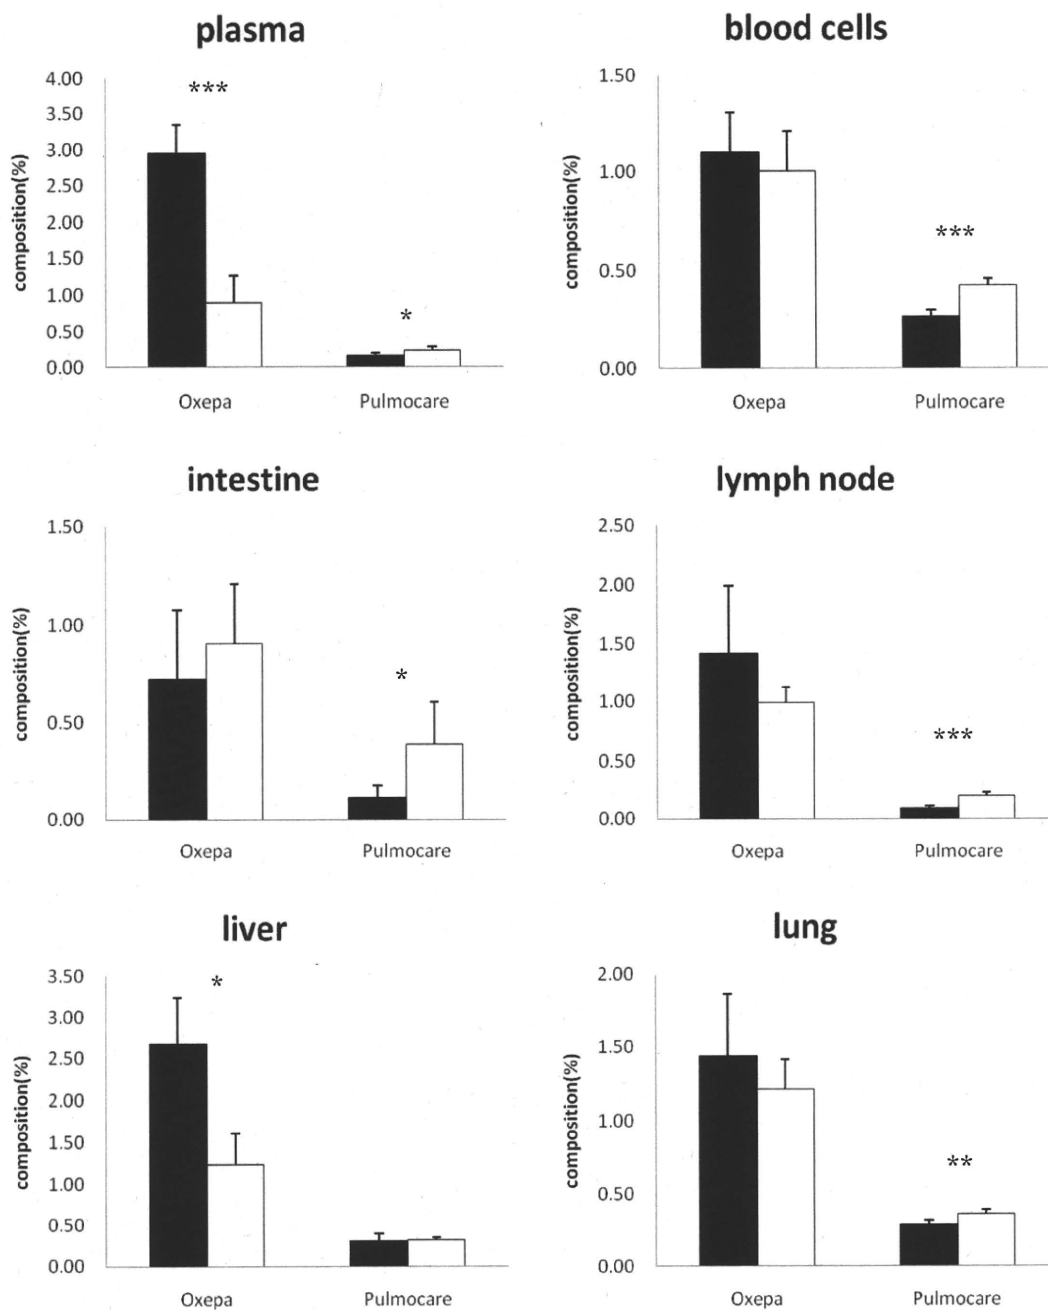 plasma
composition(%)
4.00
3.50
3.00
2.50
2.00
1.50
1.00
0.50
0.00
***
*
Oxepa Pulmocare
blood cells
composition(%)
1.50
1.00
0.50
0.00
***
Oxepa Pulmocare
intestine
composition(%)
1.50
1.00
0.50
0.00
*
Oxepa Pulmocare
lymph node
composition(%)
2.50
2.00
1.50
1.00
0.50
0.00
***
Oxepa Pulmocare
liver
composition(%)
3.50
3.00
2.50
2.00
1.50
1.00
0.50
0.00
*
Oxepa Pulmocare
lung
composition(%)
2.00
1.50
1.00
0.50
0.00
**
Oxepa Pulmocare